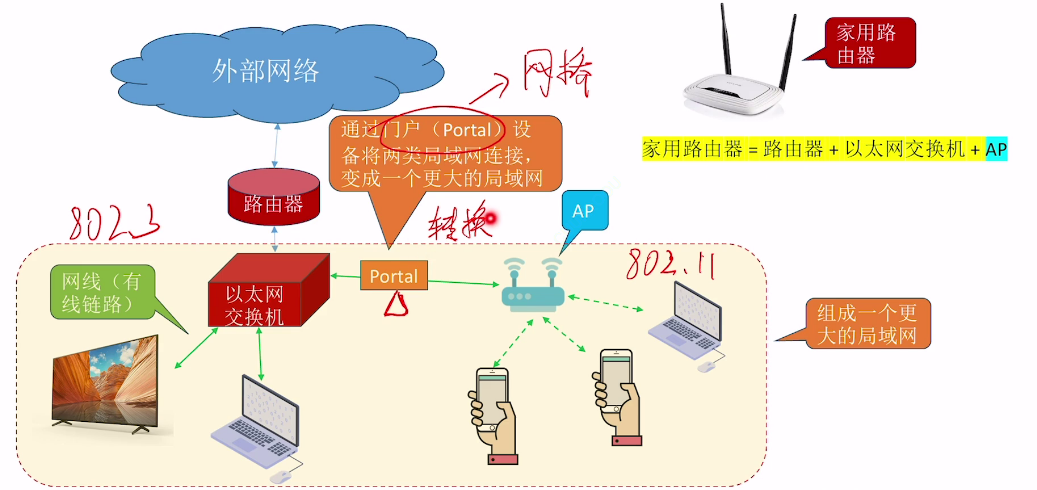 外部网络
网络
家用路
由器
通过门户（Portal）设
备将两类局域网连接，
变成一个更大的局域网
家用路由器 = 路由器 + 以太网交换机 + AP
路由器
802.3
转换
AP
802.11
网线（有
线链路）
以太网
交换机
Portal
组成一个更
大的局域网